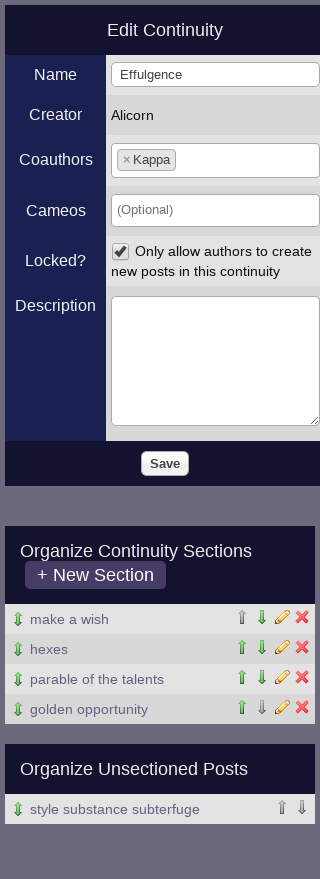 Edit Continuity
Name
Effulgence
Creator
Alicorn
Coauthors
× Kappa
Cameos
(Optional)
Locked?
Only allow authors to create
new posts in this continuity
Description
Save
Organize Continuity Sections
+ New Section
make a wish
hexes
parable of the talents
golden opportunity
Organize Unsectioned Posts
style substance subterfuge